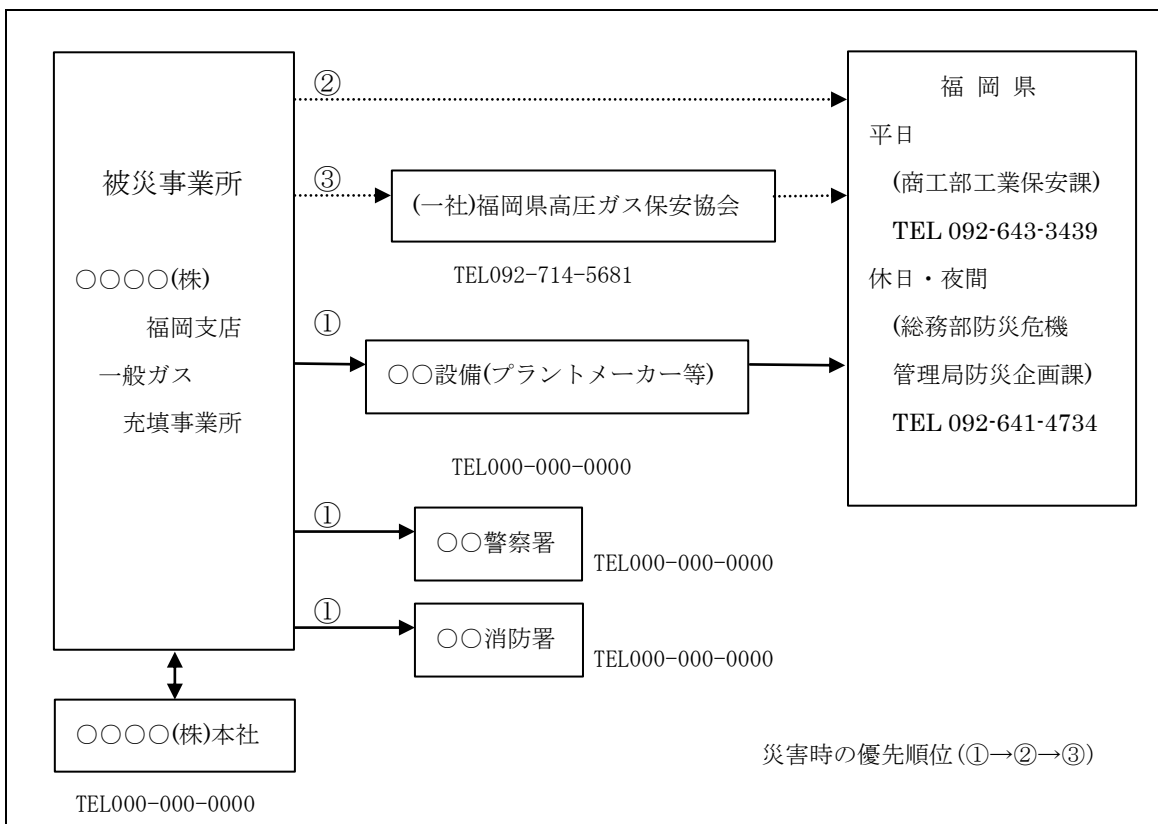 被災事業所
○○○○(株)
福岡支店
一般ガス
充填事業所
②
③
(一社)福岡県高圧ガス保安協会
TEL092-714-5681
①
○○設備(プラントメーカー等)
TEL000-000-0000
①
○○警察署
TEL000-000-0000
①
○○消防署
TEL000-000-0000
福岡県
平日
(商工部工業保安課)
TEL 092-643-3439
休日・夜間
(総務部防災危機
管理局防災企画課)
TEL 092-641-4734
○○○○(株)本社
TEL000-000-0000
災害時の優先順位(①→②→③)